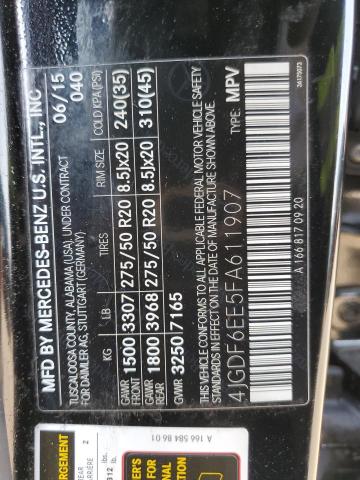 MFD BY MERCEDES-BENZ U.S. INTL., INC
TUSCALOOSA COUNTY, ALABAMA (USA) UNDER CONTRACT
FOR DAIMLER AG, STUTTGART (GERMANY)
06/15
040
KG LB TIRES RIM SIZE COLD KPA (PSI)
GAWR FRONT 1500 3307 275/50 R20 8.5Jx20 240(35)
GAWR REAR 1800 3968 275/50 R20 8.5Jx20 310(45)
GVWR 3250 7165
THIS VEHICLE CONFORMS TO ALL APPLICABLE FEDERAL MOTOR VEHICLE SAFETY
STANDARDS IN EFFECT ON THE DATE OF MANUFACTURE SHOWN ABOVE.
4JGDF6EE5FA611907 TYPE: MPV
A 166 817 09 20
A 166 584 86 01